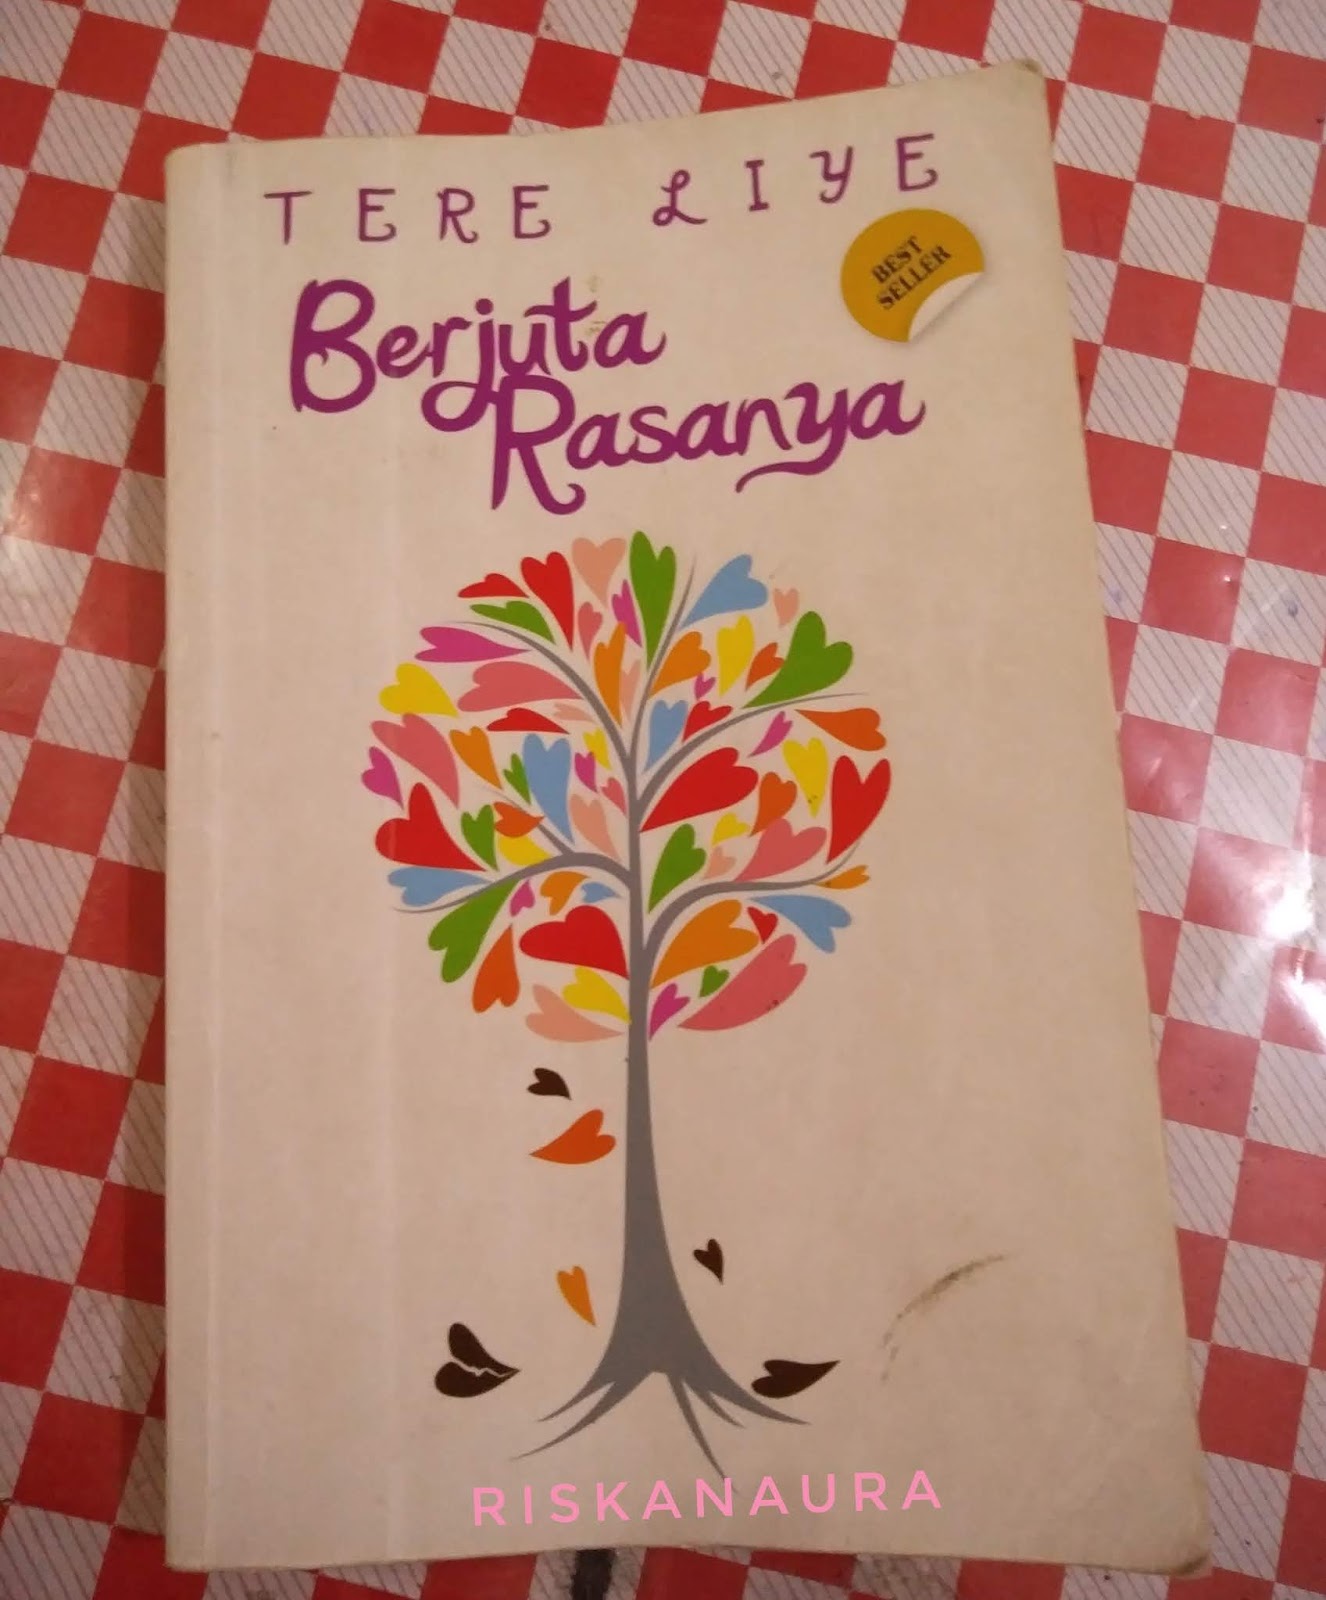 TERE LIYE
BEST
SELLER
Berjuta
Rasanya
RISKANAURA